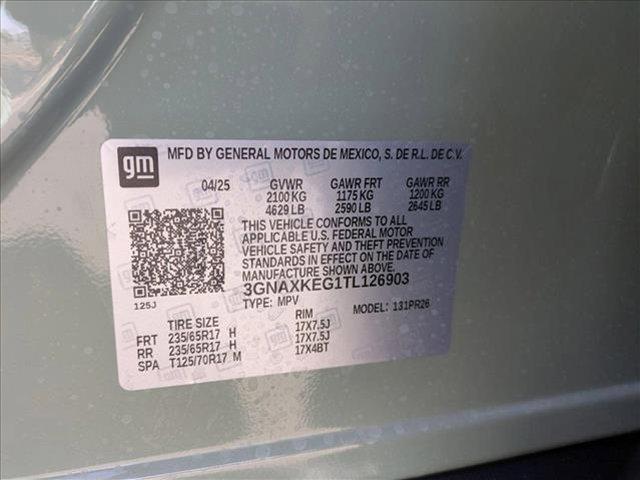 gm
MFD BY GENERAL MOTORS DE MEXICO, S. DE R.L. DE C.V.
04/25 GVWR GAWR FRT GAWR RR
2100 KG 1175 KG 1200 KG
4629 LB 2590 LB 2645 LB
THIS VEHICLE CONFORMS TO ALL
APPLICABLE U.S. FEDERAL MOTOR
VEHICLE SAFETY AND THEFT PREVENTION
STANDARDS IN EFFECT ON THE DATE OF
MANUFACTURE SHOWN ABOVE.
3GNAXKEG1TL126903
125J TYPE: MPV MODEL: 131PR26
TIRE SIZE RIM
FRT 235/65R17 H 17X7.5J
RR 235/65R17 H 17X7.5J
SPA T125/70R17 M 17X4BT